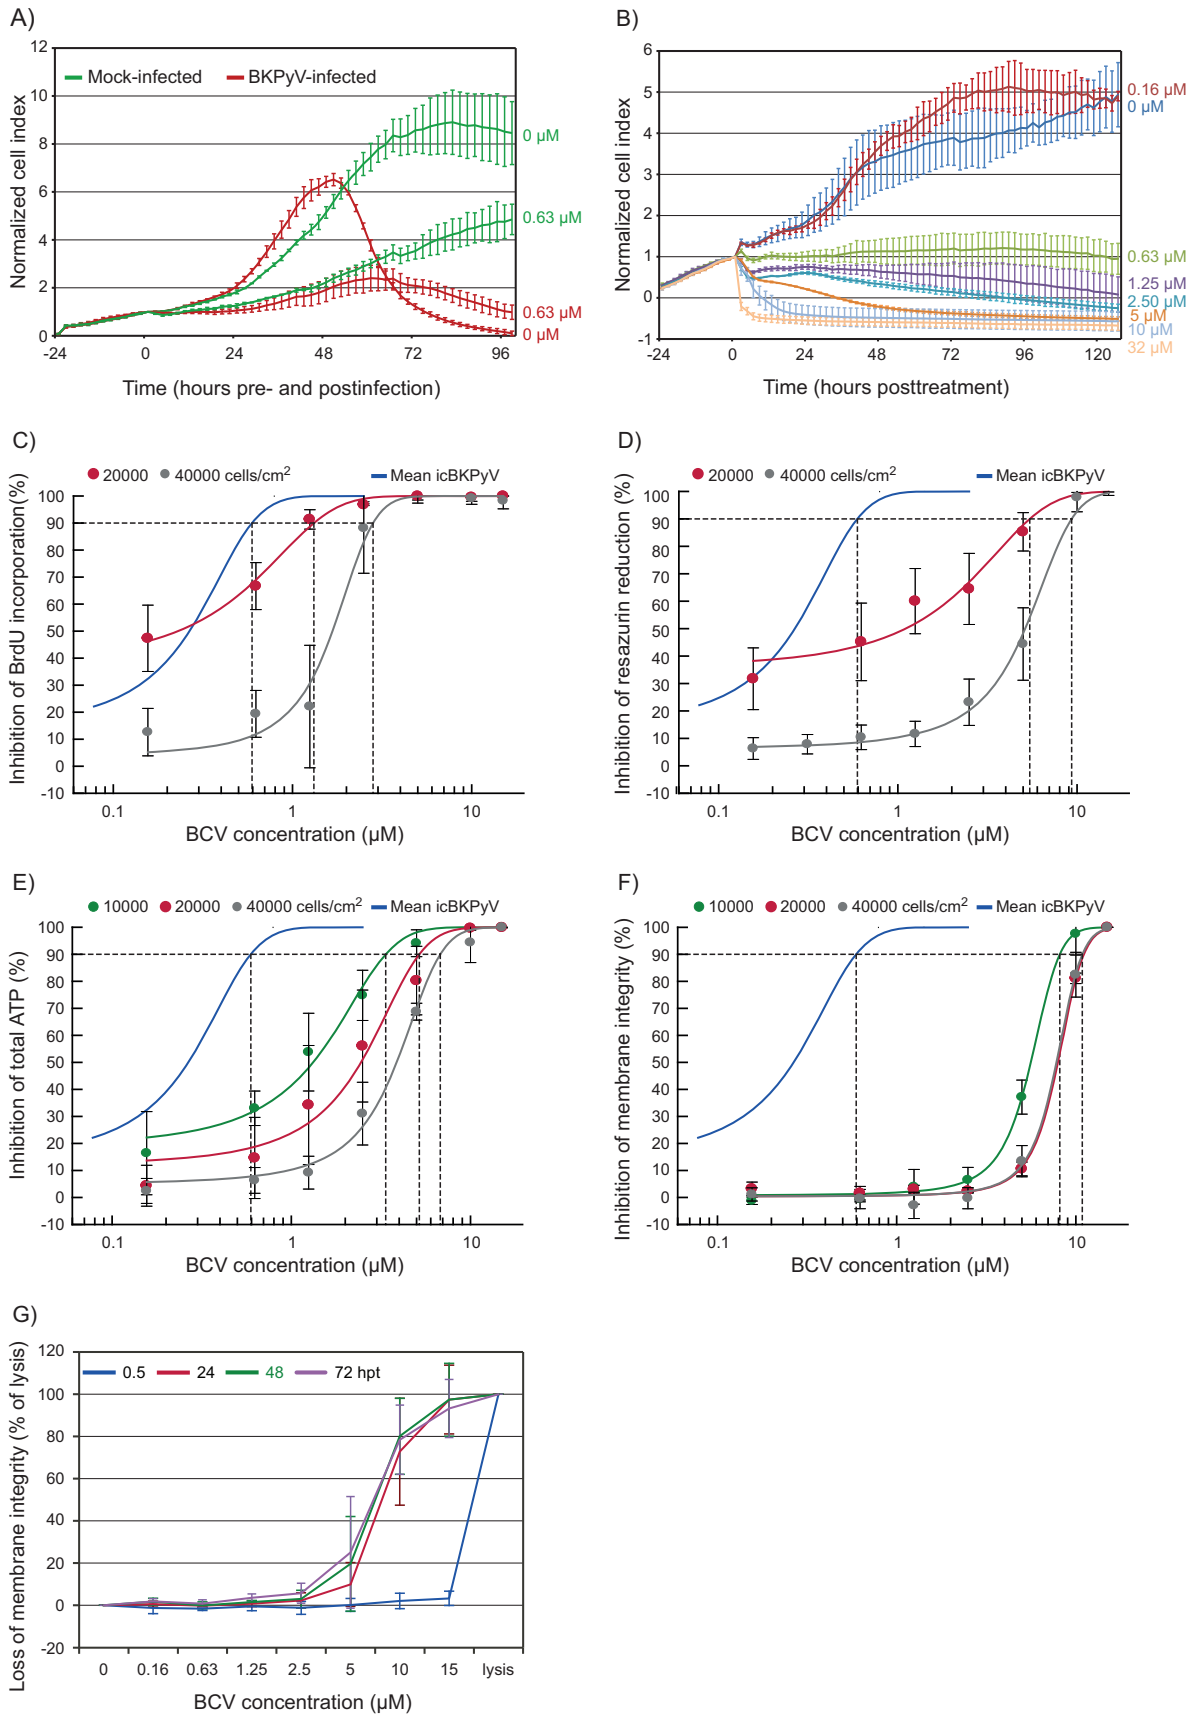 A)
12
10
8
6
4
2
0
Normalized cell index
Mock-infected
BKPyV-infected
0 µM
0.63 µM
0.63 µM
0 µM
-24 0 24 48 72 96
Time (hours pre- and postinfection)
B)
6
5
4
3
2
1
0
-1
Normalized cell index
0.16 µM
0 µM
0.63 µM
1.25 µM
2.50 µM
5 µM
10 µM
32 µM
-24 0 24 48 72 96 120
Time (hours posttreatment)
C)
20000 40000 cells/cm² Mean icBKPyV
Inhibition of BrdU incorporation(%)
100
90
80
70
60
50
40
30
20
10
0
-10
0.1 1 10
BCV concentration (µM)
D)
20000 40000 cells/cm² Mean icBKPyV
Inhibition of resazurin reduction (%)
100
90
80
70
60
50
40
30
20
10
0
-10
0.1 1 10
BCV concentration (µM)
E)
10000 20000 40000 cells/cm² Mean icBKPyV
Inhibition of total ATP (%)
100
90
80
70
60
50
40
30
20
10
0
-10
0.1 1 10
BCV concentration (µM)
F)
10000 20000 40000 cells/cm² Mean icBKPyV
Inhibition of membrane integrity (%)
100
90
80
70
60
50
40
30
20
10
0
-10
0.1 1 10
BCV concentration (µM)
G)
Loss of membrane integrity (% of lysis)
120
100
80
60
40
20
0
-20
0.5 24 48 72 hpt
0 0.16 0.63 1.25 2.5 5 10 15 lysis
BCV concentration (µM)